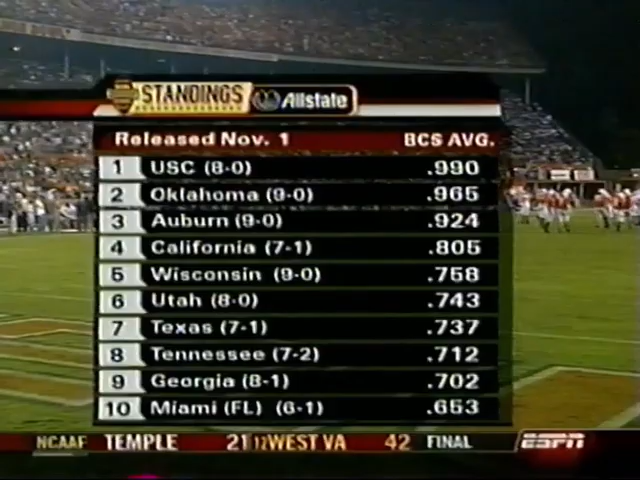 STANDINGS Allstate
Released Nov. 1 BCS AVG.
1 USC (8-0) .990
2 Oklahoma (9-0) .965
3 Auburn (9-0) .924
4 California (7-1) .805
5 Wisconsin (9-0) .758
6 Utah (8-0) .743
7 Texas (7-1) .737
8 Tennessee (7-2) .712
9 Georgia (8-1) .702
10 Miami (FL) (6-1) .653
NCAAF TEMPLE 21 12 WEST VA 42 FINAL ESPN